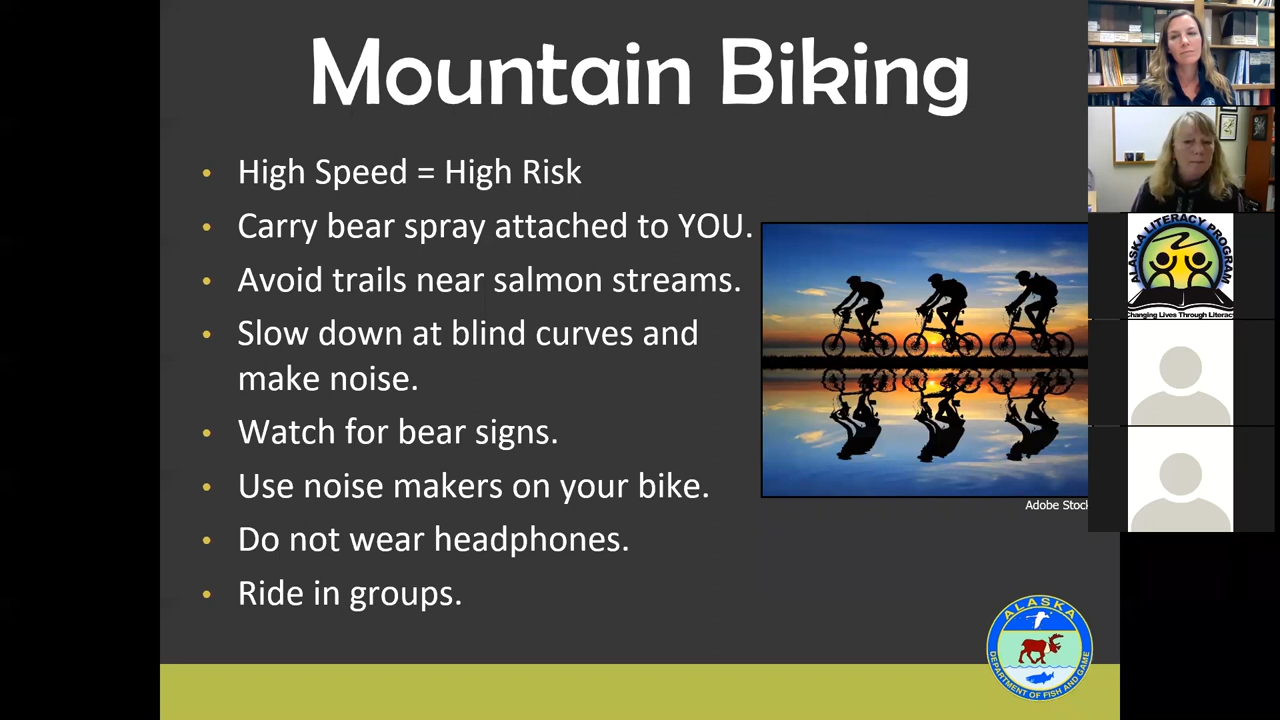 Mountain Biking
High Speed = High Risk
Carry bear spray attached to YOU.
Avoid trails near salmon streams.
Slow down at blind curves and
make noise.
Watch for bear signs.
Use noise makers on your bike.
Do not wear headphones.
Ride in groups.
Adobe Stock
ALASKA LITERACY PROGRAM
Changing Lives Through Literacy
ALASKA
DEPARTMENT OF FISH AND GAME